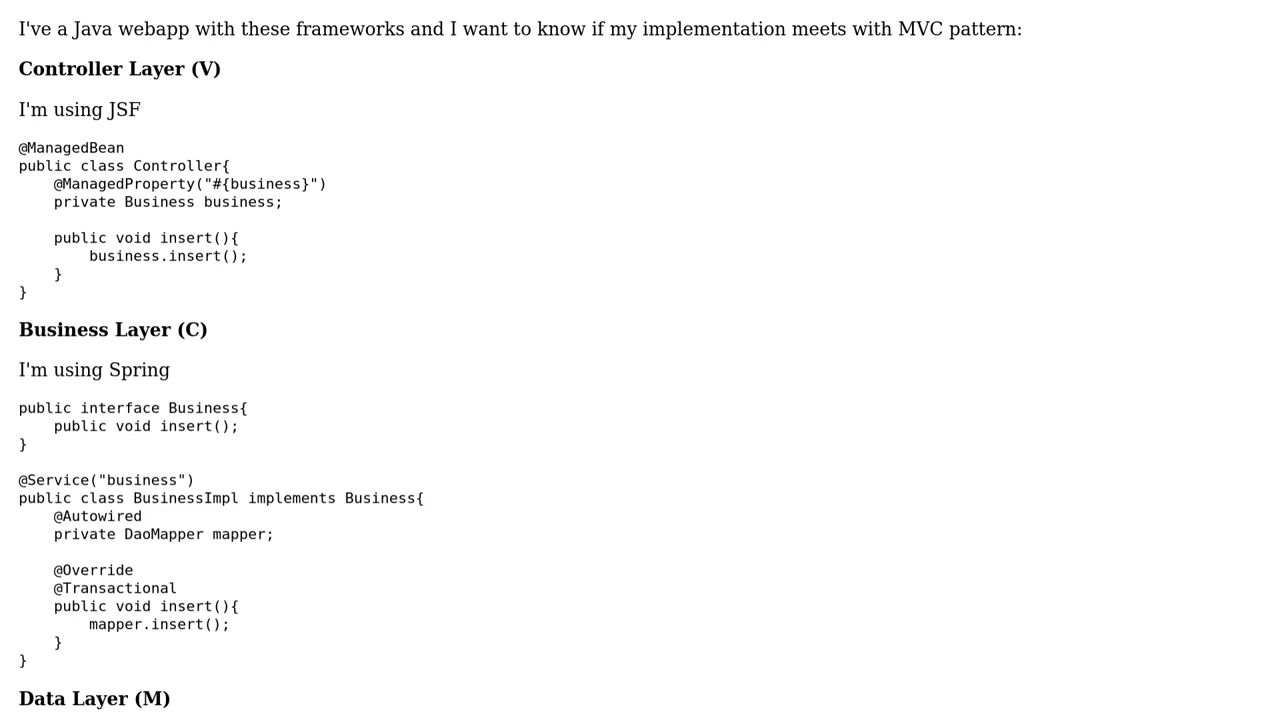 I've a Java webapp with these frameworks and I want to know if my implementation meets with MVC pattern:
Controller Layer (V)
I'm using JSF
@ManagedBean
public class Controller{
    @ManagedProperty("#{business}")
    private Business business;

    public void insert(){
        business.insert();
    }
}
Business Layer (C)
I'm using Spring
public interface Business{
    public void insert();
}

@Service("business")
public class BusinessImpl implements Business{
    @Autowired
    private DaoMapper mapper;

    @Override
    @Transactional
    public void insert(){
        mapper.insert();
    }
}
Data Layer (M)